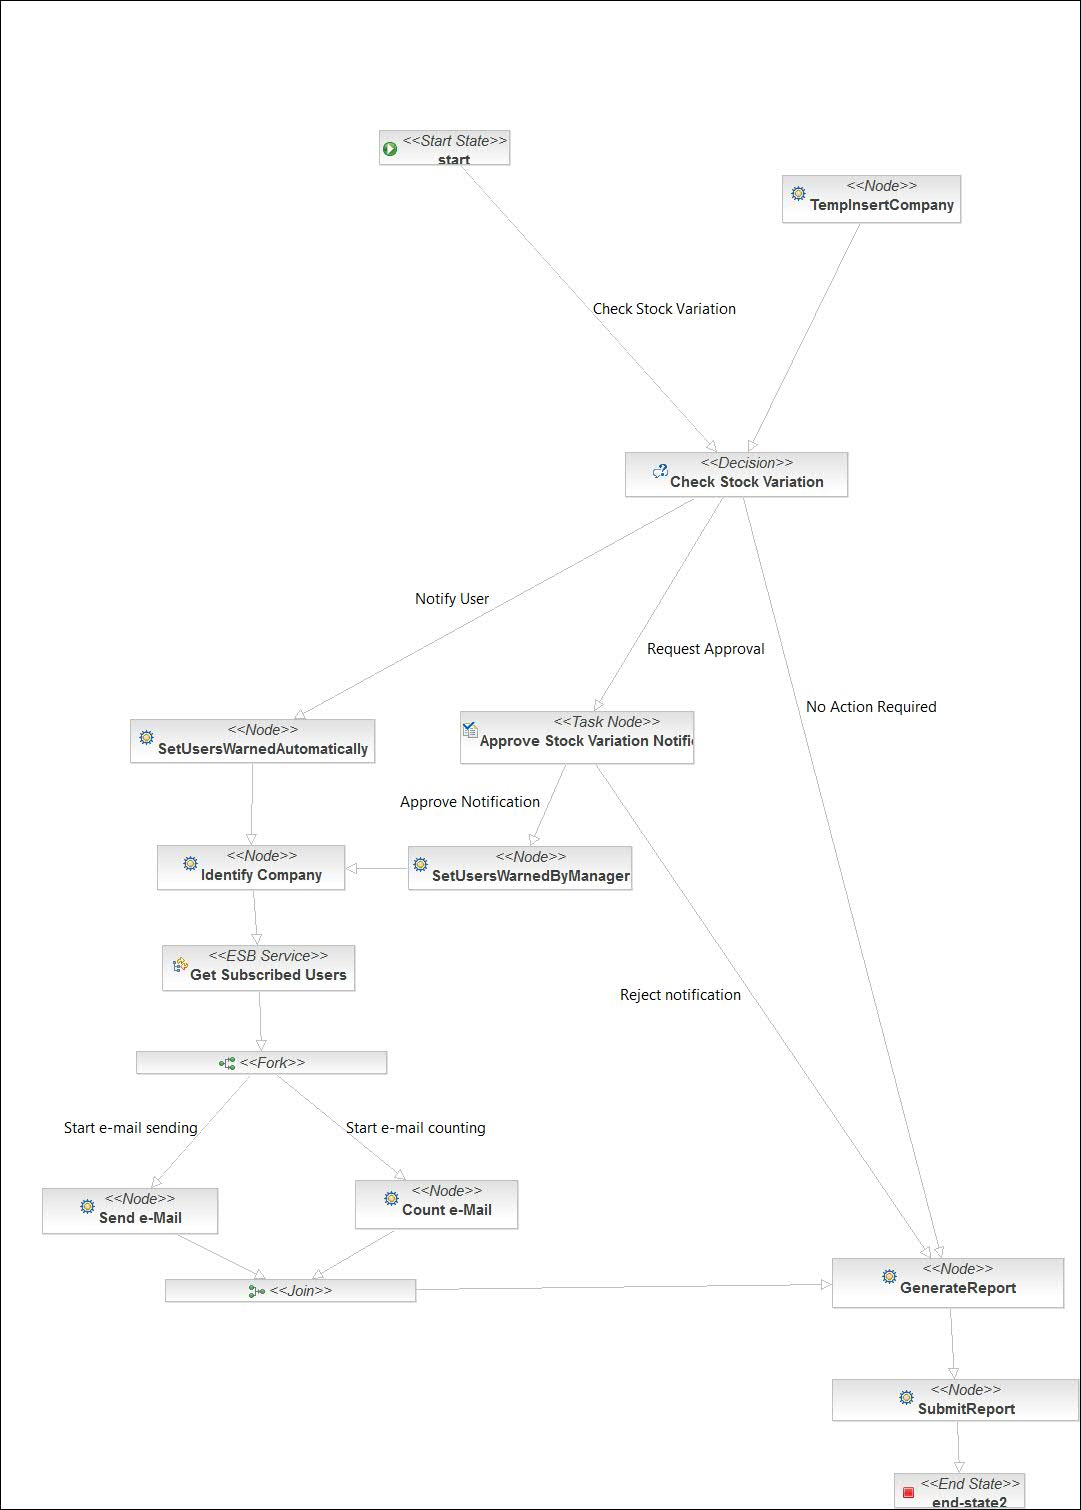 <<Start State>>
start
<<Node>>
TempInsertCompany
Check Stock Variation
<<Decision>>
Check Stock Variation
Notify User
Request Approval
No Action Required
<<Node>>
SetUsersWarnedAutomatically
<<Task Node>>
Approve Stock Variation Notifi
Approve Notification
<<Node>>
Identify Company
<<Node>>
SetUsersWarnedByManager
<<ESB Service>>
Get Subscribed Users
Reject notification
<<Fork>>
Start e-mail sending
Start e-mail counting
<<Node>>
Send e-Mail
<<Node>>
Count e-Mail
<<Join>>
<<Node>>
GenerateReport
<<Node>>
SubmitReport
<<End State>>
end-state2